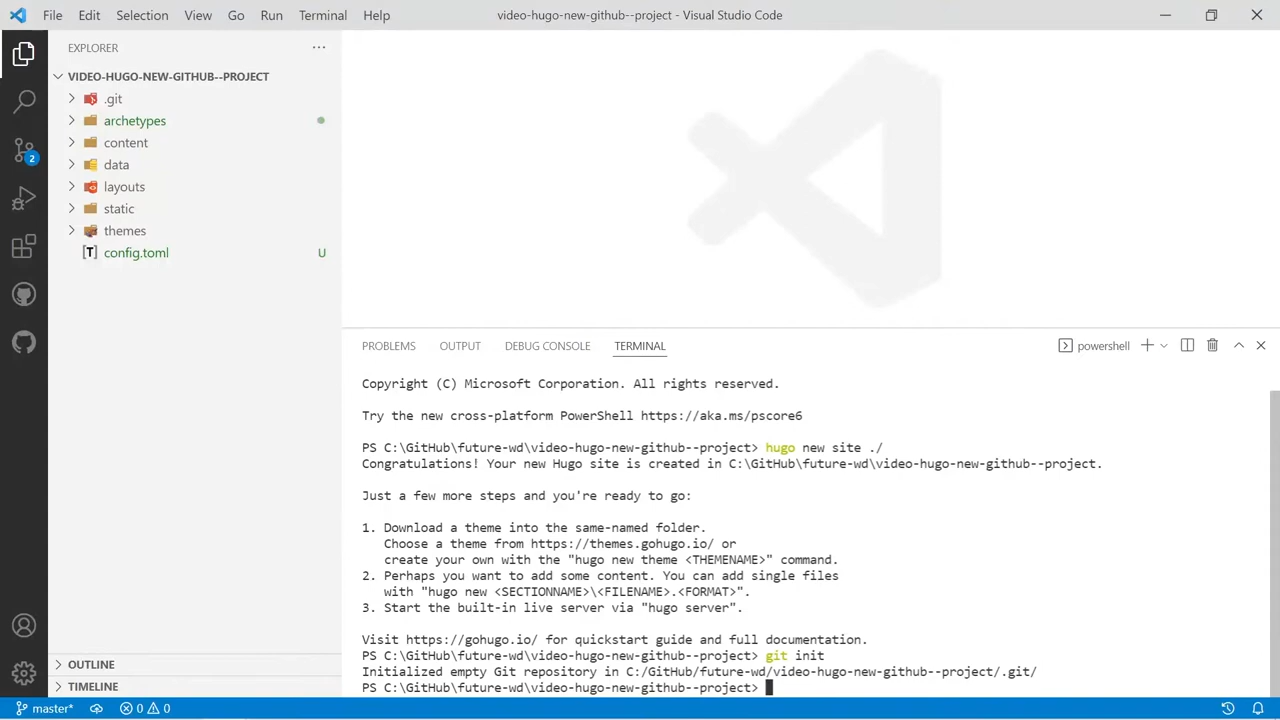 File Edit Selection View Go Run Terminal Help
video-hugo-new-github--project - Visual Studio Code
EXPLORER
VIDEO-HUGO-NEW-GITHUB--PROJECT
.git
archetypes
content
data
layouts
static
themes
[T] config.toml U
2
OUTLINE
TIMELINE
PROBLEMS OUTPUT DEBUG CONSOLE TERMINAL
powershell
Copyright (C) Microsoft Corporation. All rights reserved.
Try the new cross-platform PowerShell https://aka.ms/pscore6
PS C:\GitHub\future-wd\video-hugo-new-github--project> hugo new site ./
Congratulations! Your new Hugo site is created in C:\GitHub\future-wd\video-hugo-new-github--project.
Just a few more steps and you're ready to go:
1. Download a theme into the same-named folder.
Choose a theme from https://themes.gohugo.io/ or
create your own with the "hugo new theme <THEMENAME>" command.
2. Perhaps you want to add some content. You can add single files
with "hugo new <SECTIONNAME>\<FILENAME>.<FORMAT>".
3. Start the built-in live server via "hugo server".
Visit https://gohugo.io/ for quickstart guide and full documentation.
PS C:\GitHub\future-wd\video-hugo-new-github--project> git init
Initialized empty Git repository in C:/GitHub/future-wd/video-hugo-new-github--project/.git/
PS C:\GitHub\future-wd\video-hugo-new-github--project>
master* 0 0